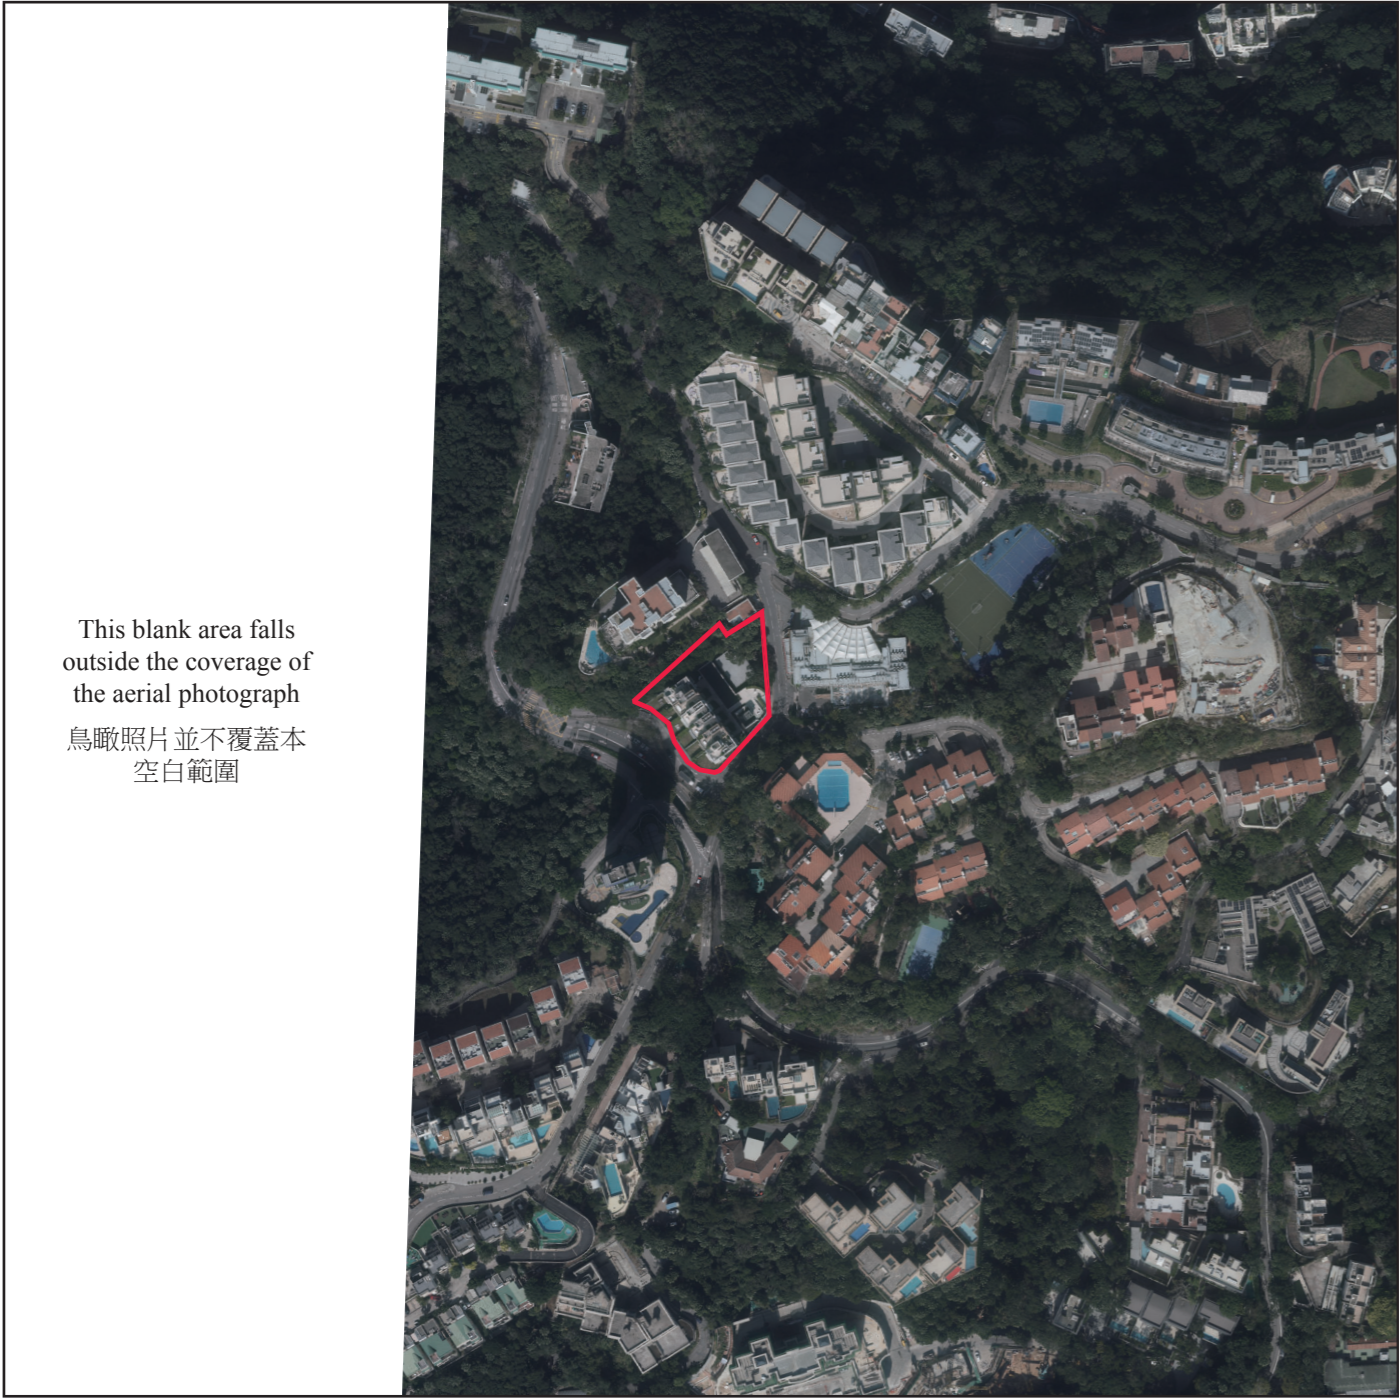 This blank area falls
outside the coverage of
the aerial photograph
鳥瞰照片並不覆蓋本
空白範圍